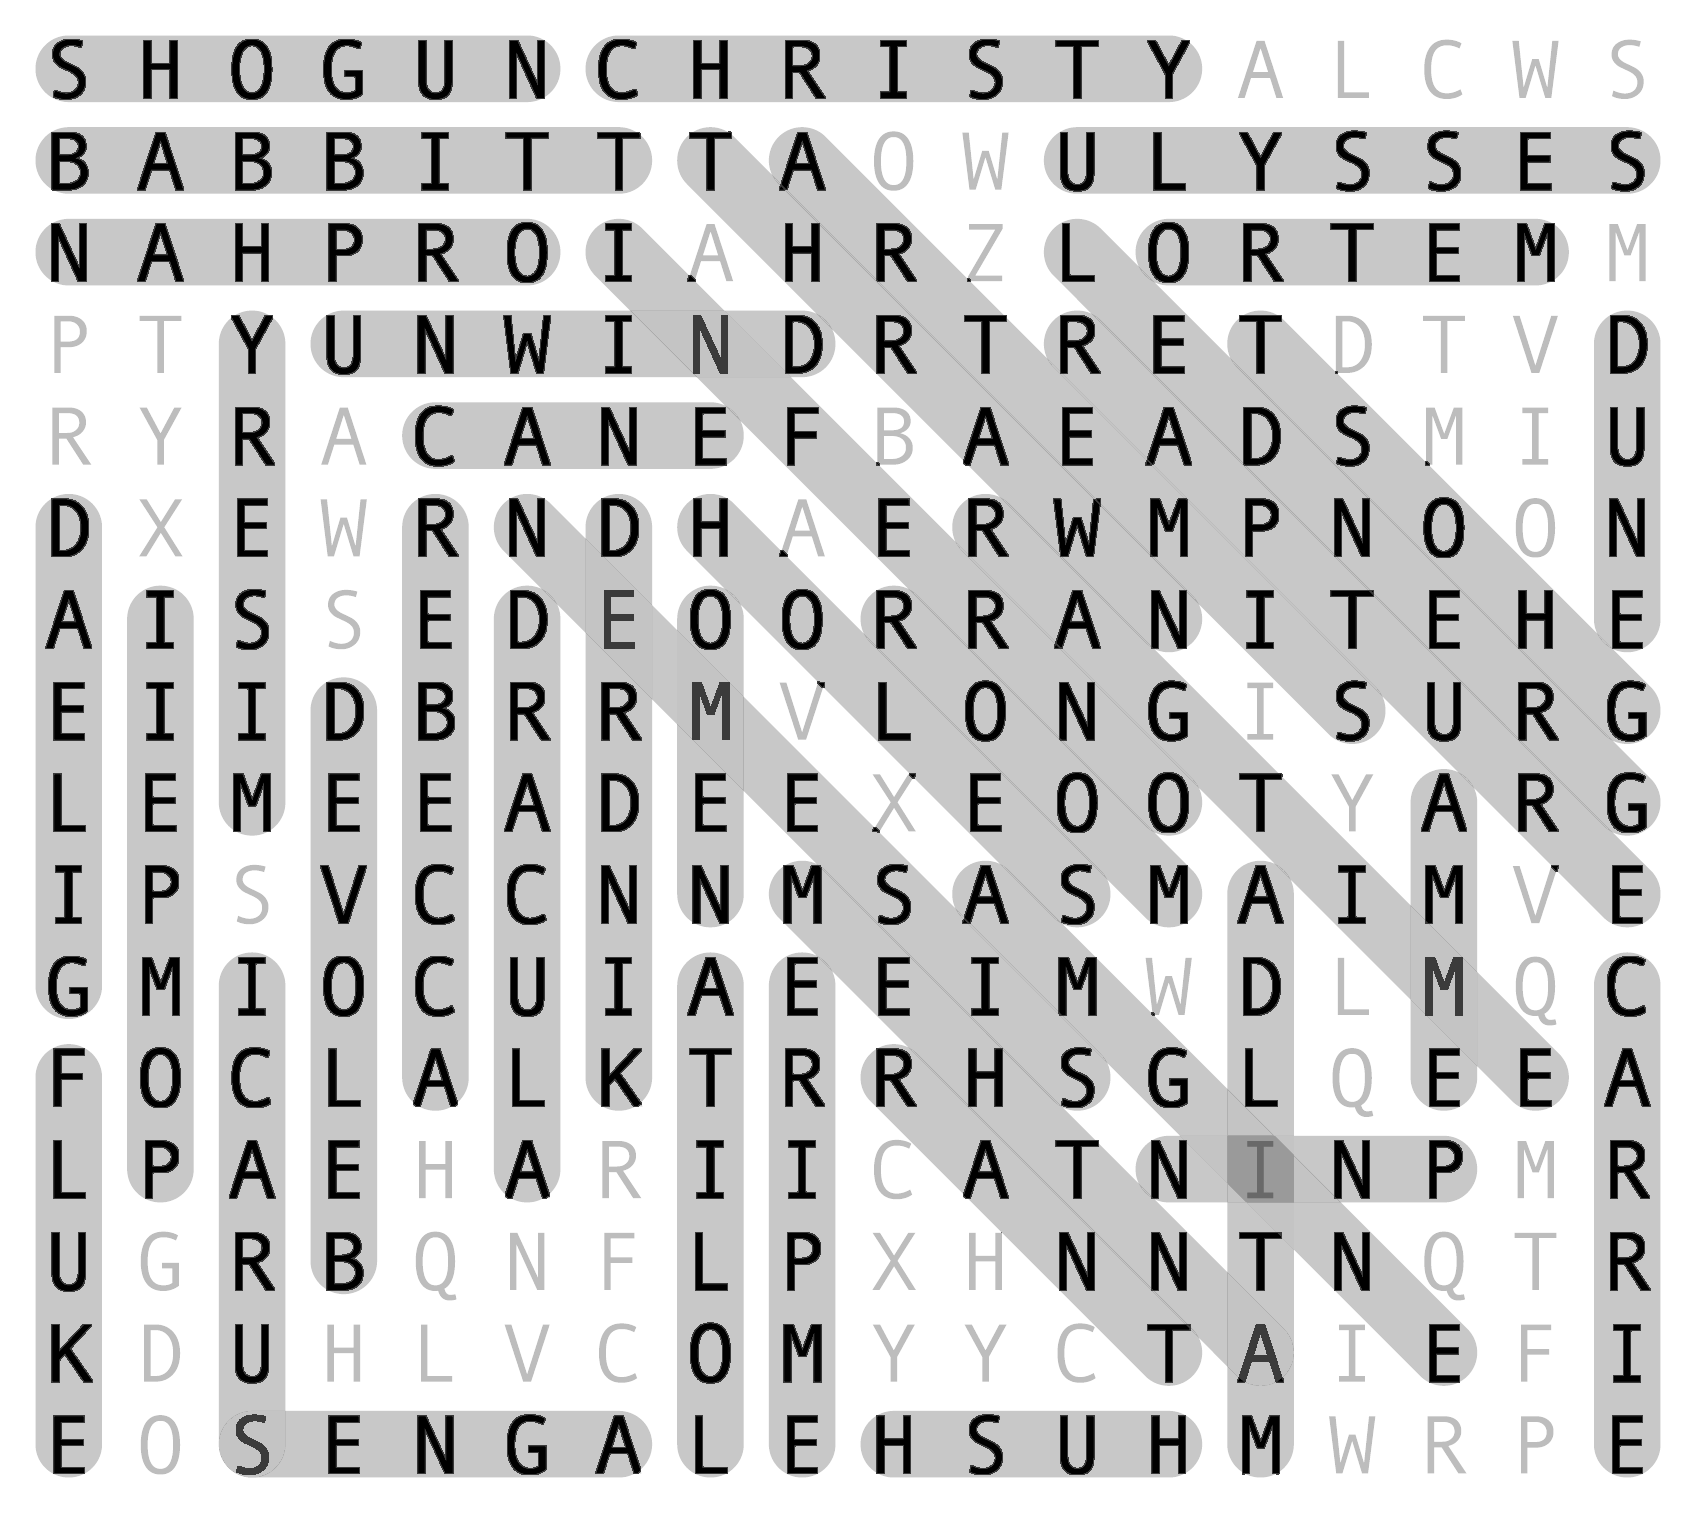 S H O G U N C H R I S T Y A L C W S
B A B B I T T T A O W U L Y S S E S
N A H P R O I A H R Z L O R T E M M
P T Y U N W I N D R T R E T D T V D
R Y R A C A N E F B A E A D S M I U
D X E W R N D H A E R W M P N O O N
A I S S E D E O O R R A N I T E H E
E I I D B R R M V L O N G I S U R G
L E M E E A D E E X E O O T Y A R G
I P S V C C N N M S A S M A I M V E
G M I O C U I A E E I M W D L M Q C
F O C L A L K T R R H S G L Q E E A
L P A E H A R I I C A T N I N P M R
U G R B Q N F L P X H N N T N Q T R
K D U H L V C O M Y Y C T A I E F I
E O S E N G A L E H S U H M W R P E